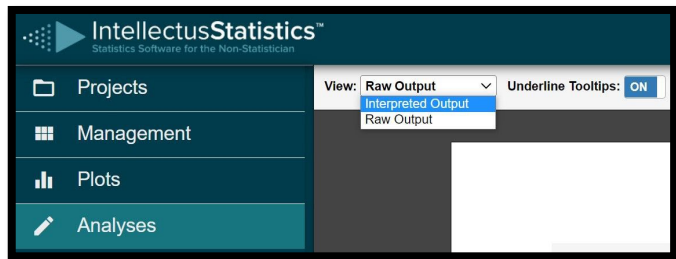 IntellectusStatistics™
Statistics Software for the Non-Statistician
Projects
View: Raw Output Underline Tooltips: ON
Interpreted Output
Raw Output
Management
Plots
Analyses